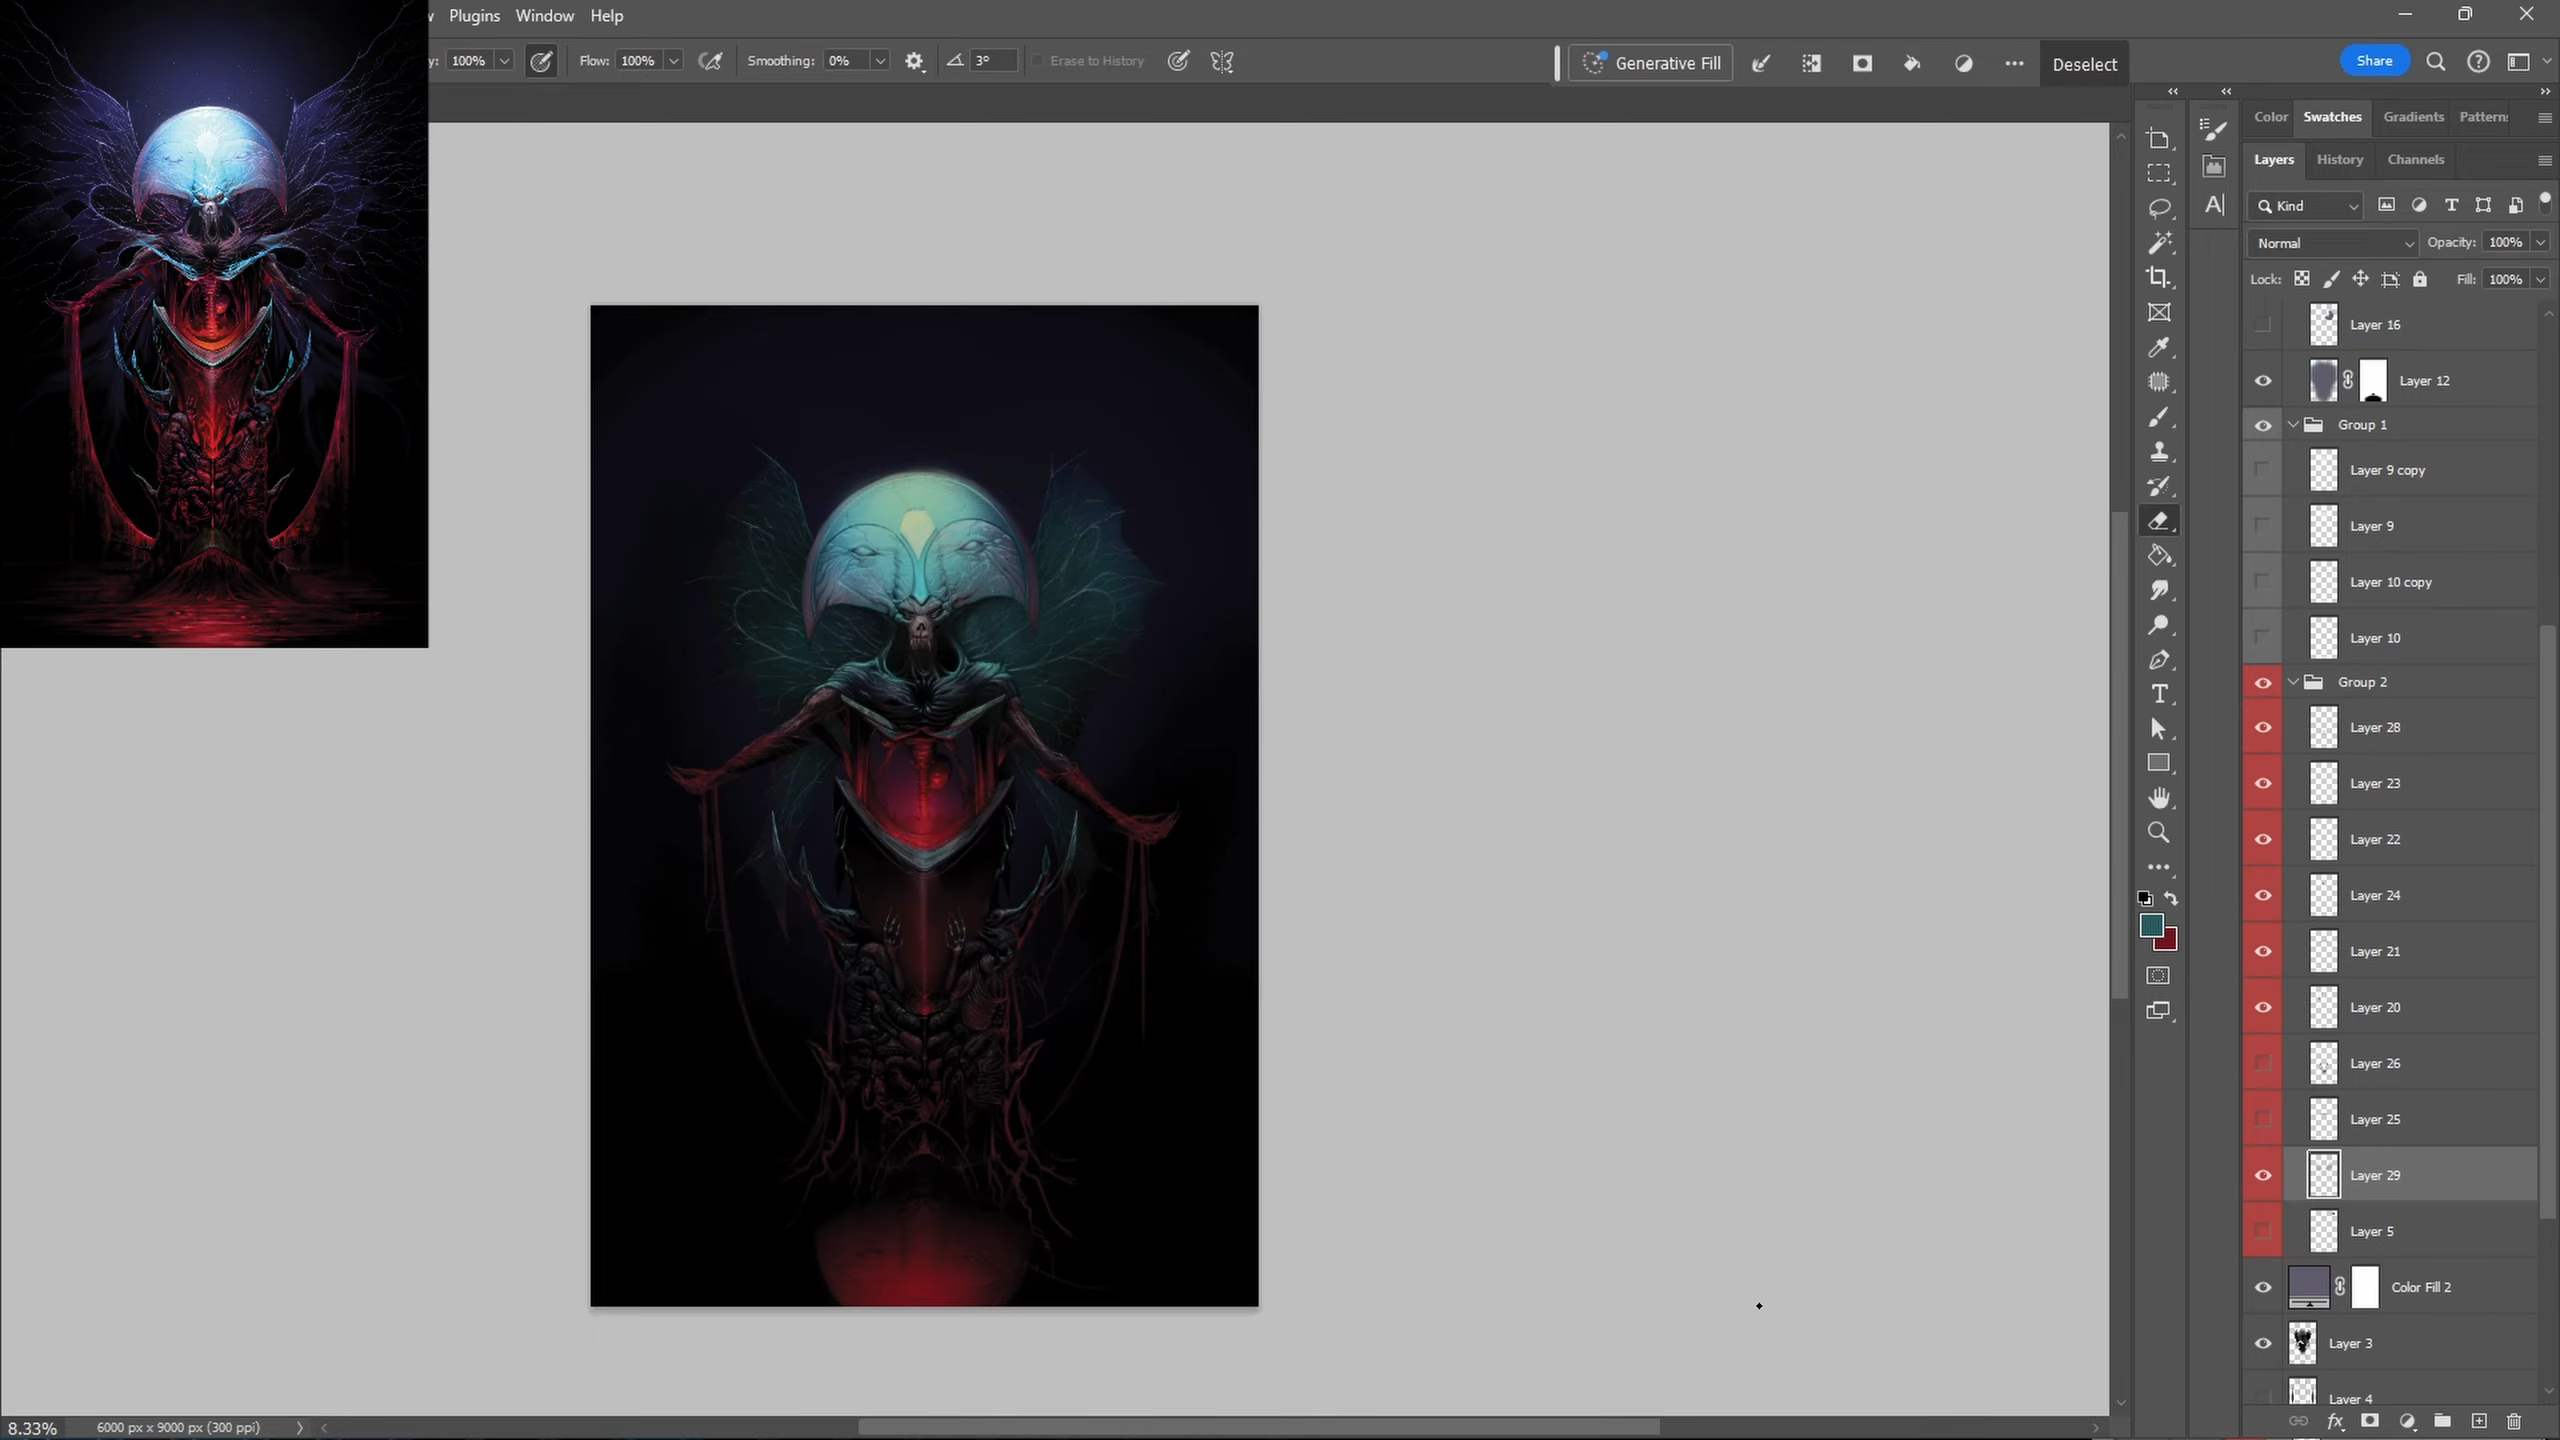 Plugins Window Help
100% Flow: 100% Smoothing: 0% 3° Erase to History Generative Fill Deselect Share
Color Swatches Gradients Patterns
Layers History Channels
Kind
Normal Opacity: 100%
Lock: Fill: 100%
Layer 16
Layer 12
Group 1
Layer 9 copy
Layer 9
Layer 10 copy
Layer 10
Group 2
Layer 28
Layer 23
Layer 22
Layer 24
Layer 21
Layer 20
Layer 26
Layer 25
Layer 29
Layer 5
Color Fill 2
Layer 3
Layer 4
8.33% 6000 px x 9000 px (300 ppi)